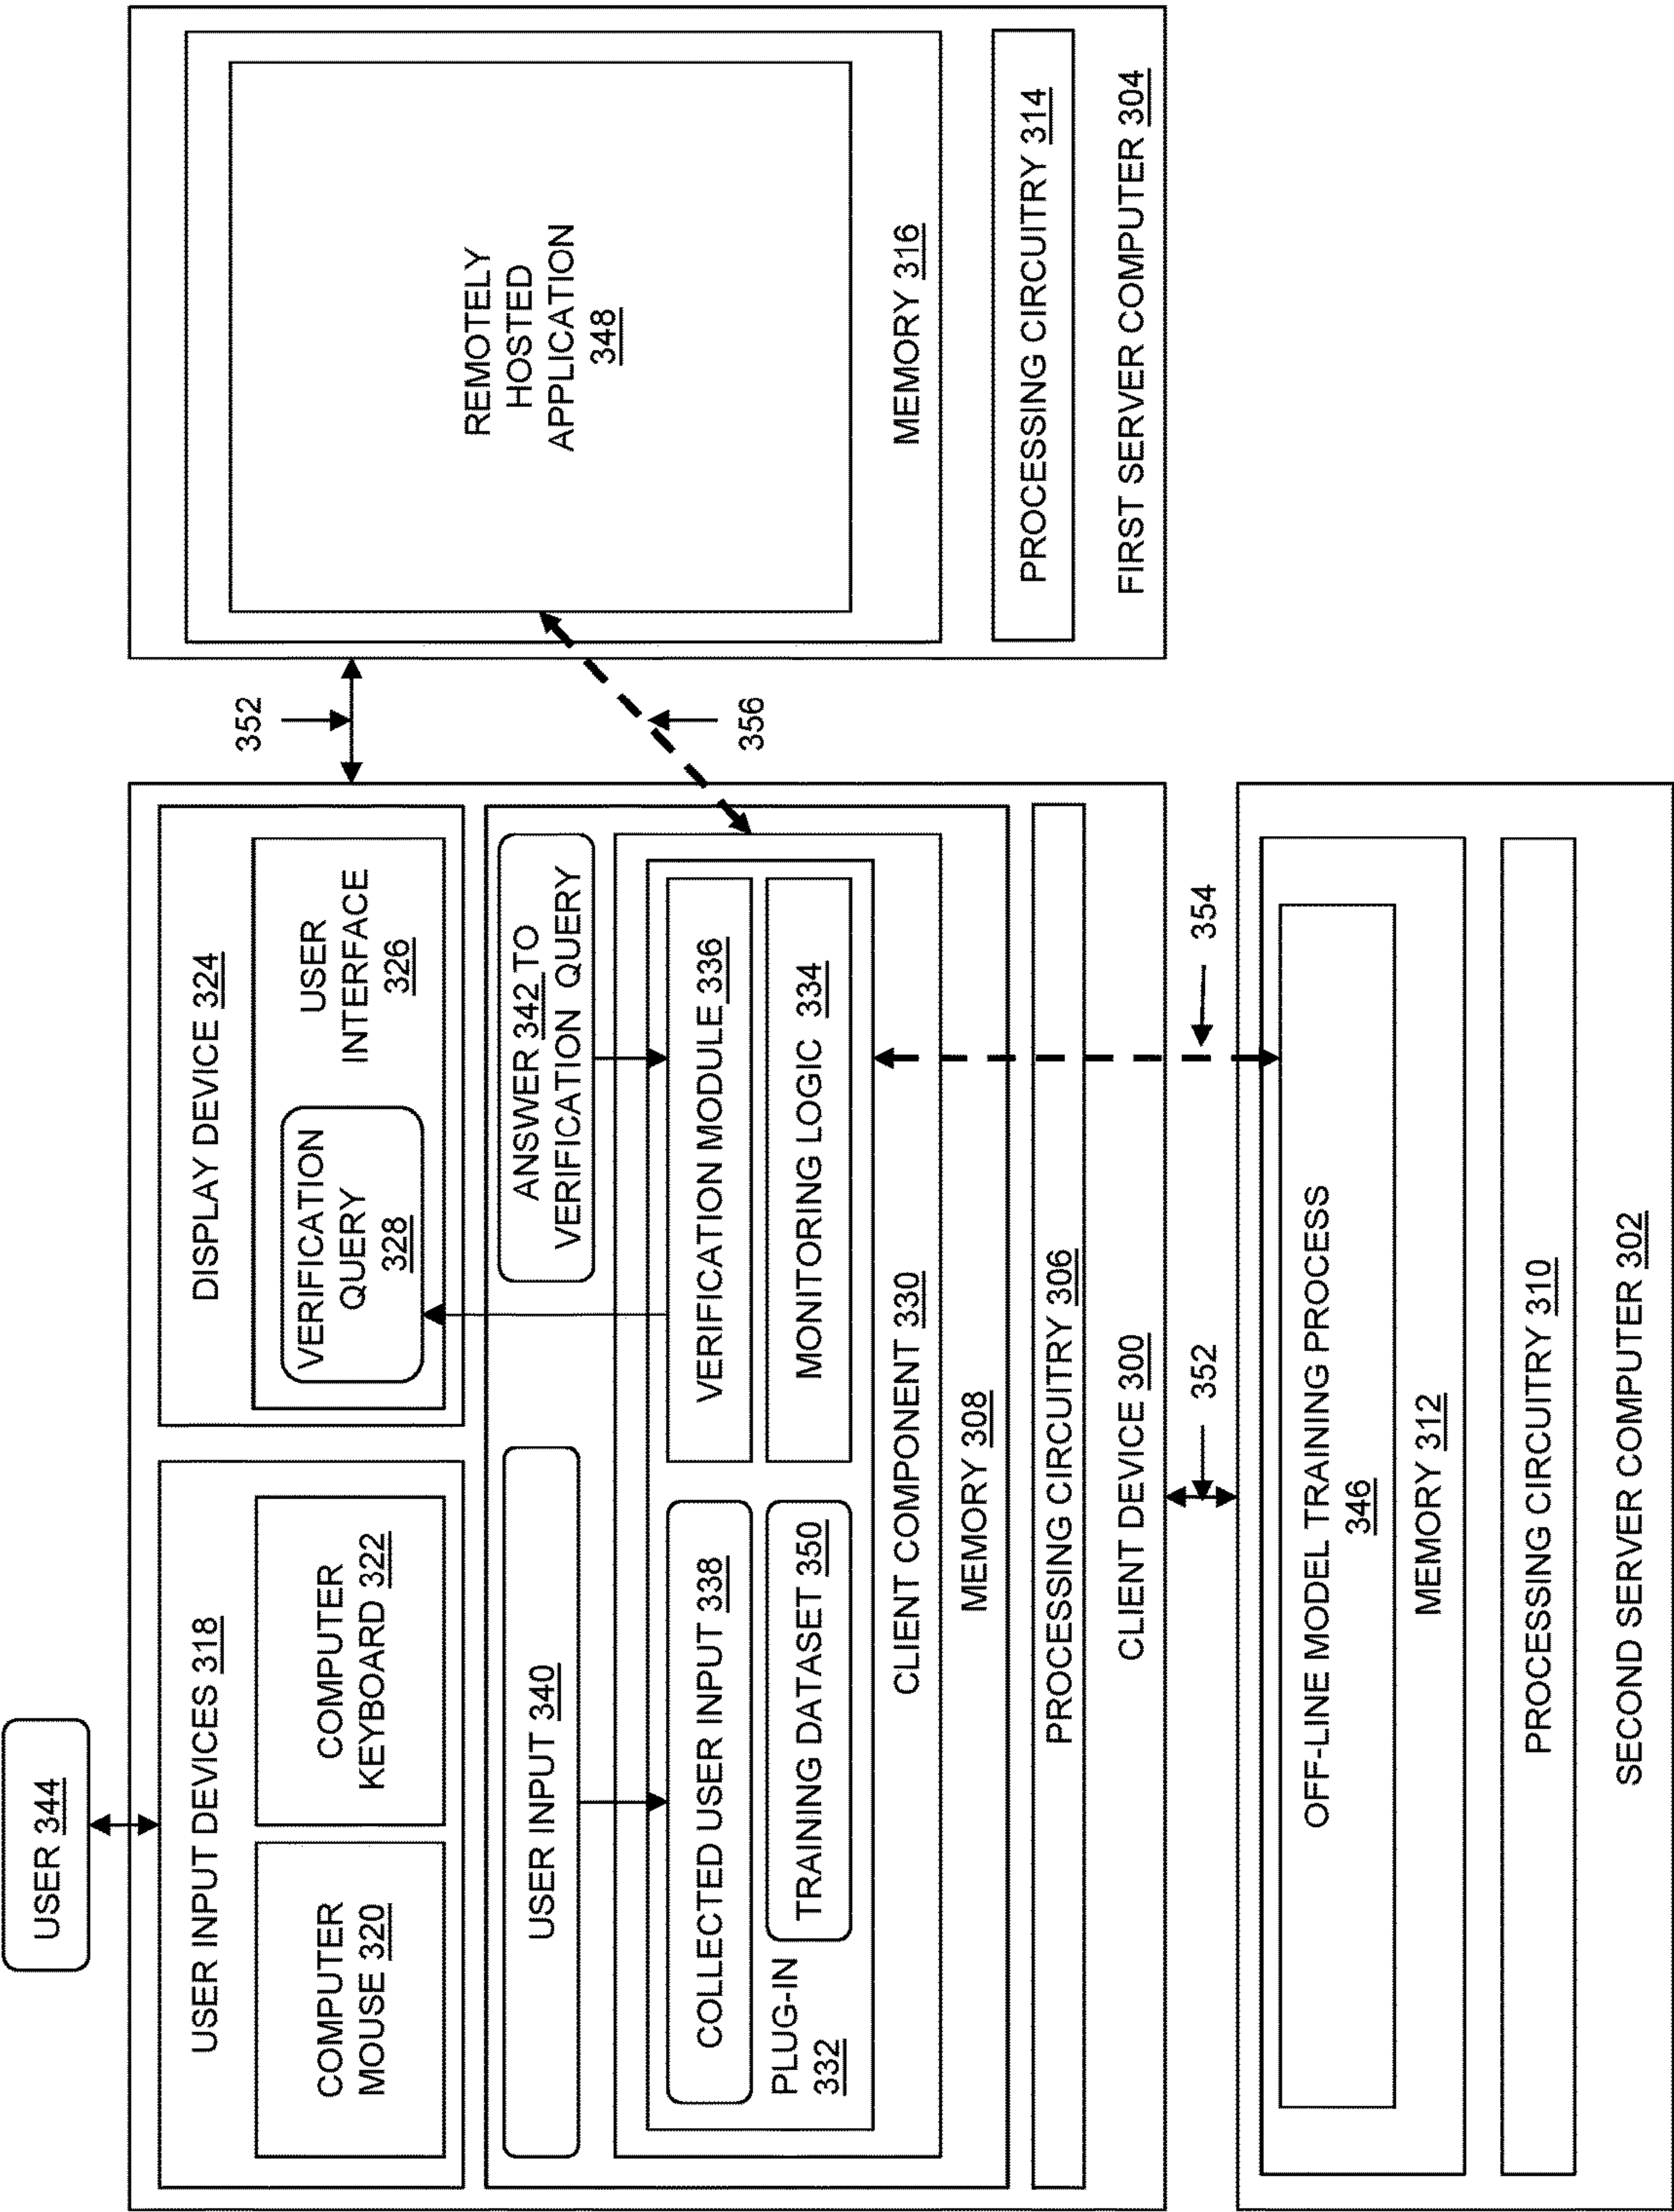 USER 344
USER INPUT DEVICES 318
COMPUTER
MOUSE 320
COMPUTER
KEYBOARD 322
DISPLAY DEVICE 324
VERIFICATION
QUERY
328
USER
INTERFACE
326
USER INPUT 340
ANSWER 342 TO
VERIFICATION QUERY
COLLECTED USER INPUT 338
VERIFICATION MODULE 336
PLUG-IN
332
TRAINING DATASET 350
MONITORING LOGIC 334
CLIENT COMPONENT 330
MEMORY 308
PROCESSING CIRCUITRY 306
CLIENT DEVICE 300
352
356
REMOTELY
HOSTED
APPLICATION
348
MEMORY 316
PROCESSING CIRCUITRY 314
FIRST SERVER COMPUTER 304
352
354
OFF-LINE MODEL TRAINING PROCESS
346
MEMORY 312
PROCESSING CIRCUITRY 310
SECOND SERVER COMPUTER 302